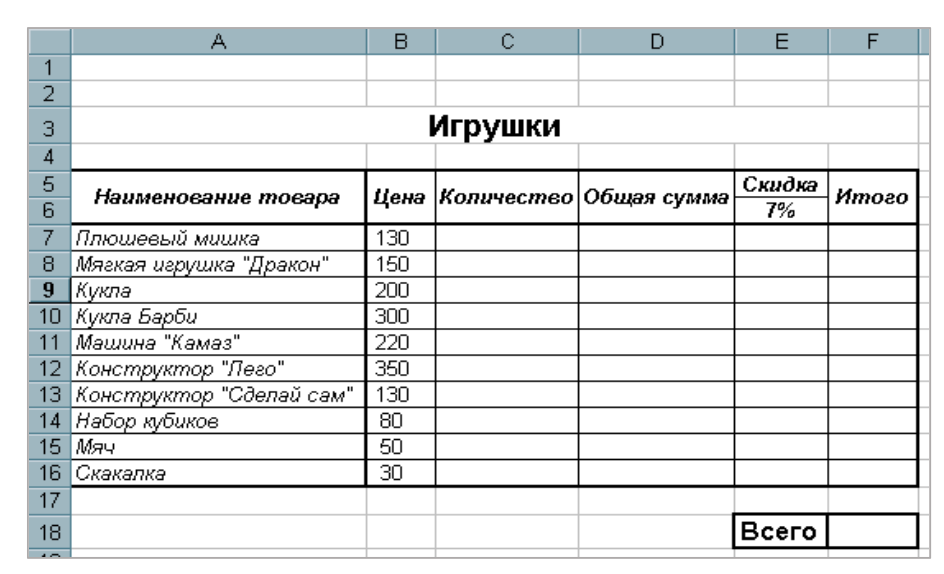 A B C D E F
1
2
3 Игрушки
4
5 Наименование товара Цена Количество Общая сумма Скидка Итого
6 7%
7 Плюшевый мишка 130
8 Мягкая игрушка "Дракон" 150
9 Кукла 200
10 Кукла Барби 300
11 Машина "Камаз" 220
12 Конструктор "Лего" 350
13 Конструктор "Сделай сам" 130
14 Набор кубиков 80
15 Мяч 50
16 Скакалка 30
17
18 Всего